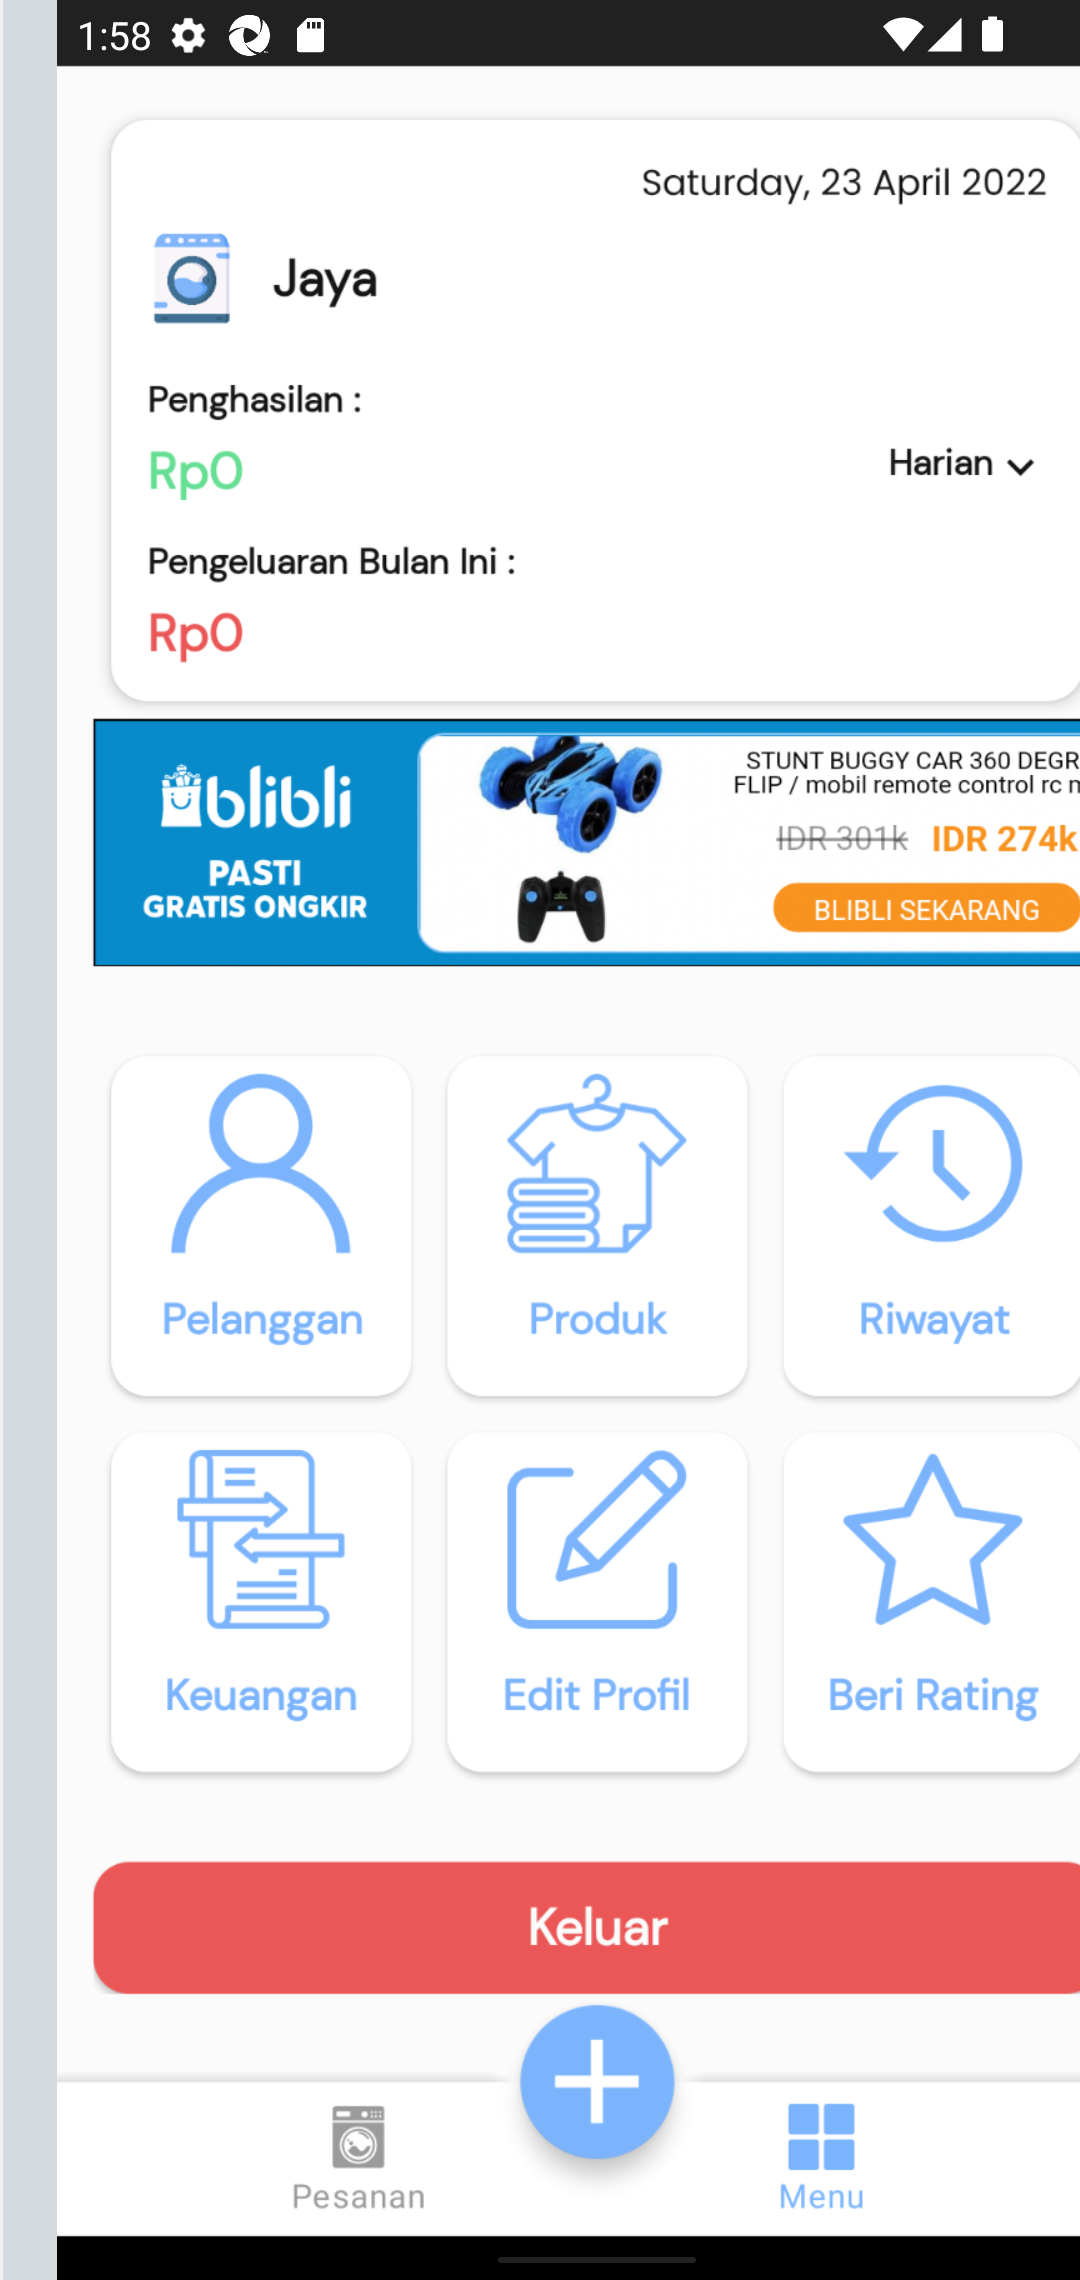 1:58
Saturday, 23 April 2022
Jaya
Penghasilan :
Rp0
Harian
Pengeluaran Bulan Ini :
Rp0
blibli
PASTI
GRATIS ONGKIR
STUNT BUGGY CAR 360 DEGR
FLIP / mobil remote control rc
IDR 301k IDR 274k
BLIBLI SEKARANG
Pelanggan
Produk
Riwayat
Keuangan
Edit Profil
Beri Rating
Keluar
Pesanan
Menu